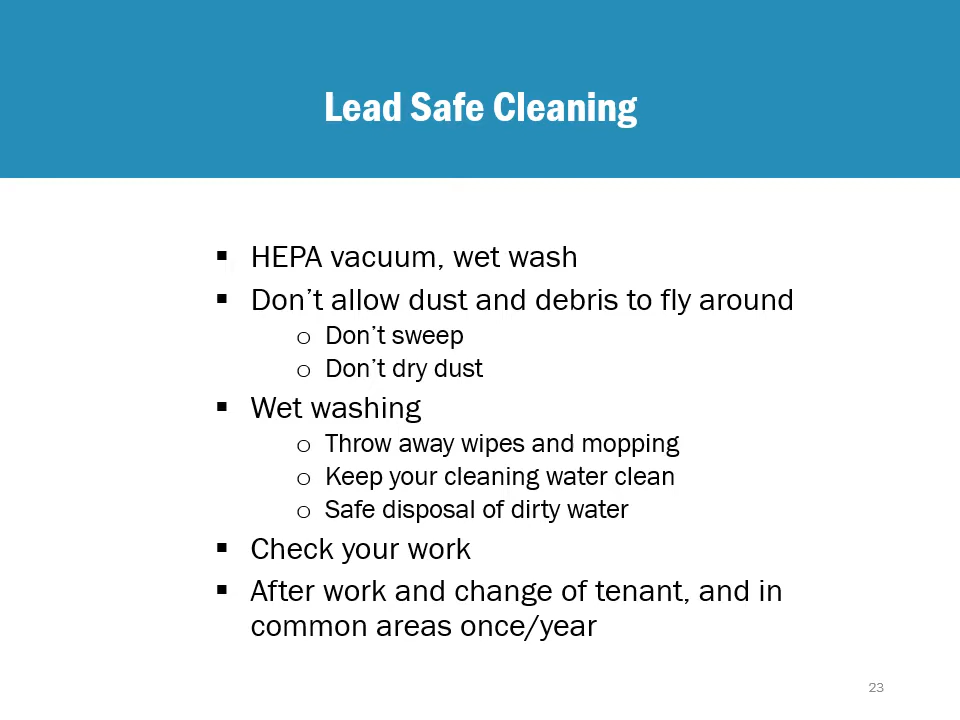 Lead Safe Cleaning
▪ HEPA vacuum, wet wash
▪ Don’t allow dust and debris to fly around
o Don’t sweep
o Don’t dry dust
▪ Wet washing
o Throw away wipes and mopping
o Keep your cleaning water clean
o Safe disposal of dirty water
▪ Check your work
▪ After work and change of tenant, and in
common areas once/year
23